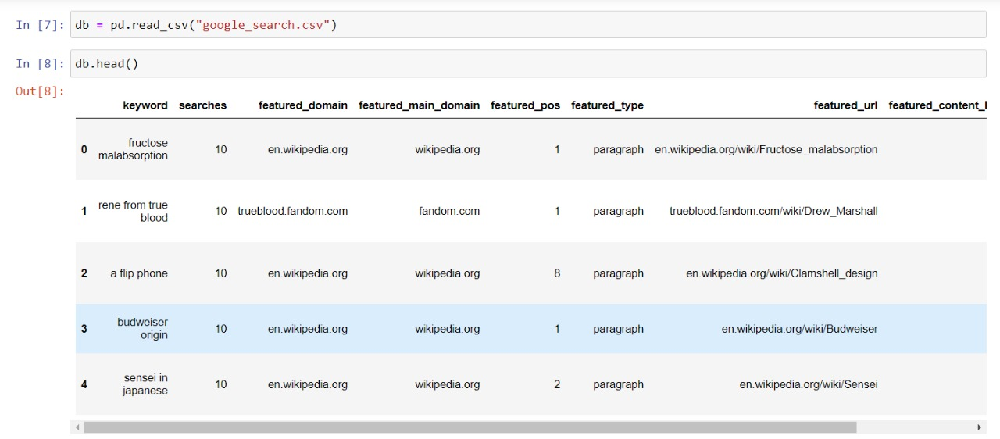 In [7]: db = pd.read_csv("google_search.csv")
In [8]: db.head()
Out[8]:
keyword searches featured_domain featured_main_domain featured_pos featured_type featured_url featured_content_
0 fructose malabsorption 10 en.wikipedia.org wikipedia.org 1 paragraph en.wikipedia.org/wiki/Fructose_malabsorption
1 rene from true blood 10 trueblood.fandom.com fandom.com 1 paragraph trueblood.fandom.com/wiki/Drew_Marshall
2 a flip phone 10 en.wikipedia.org wikipedia.org 8 paragraph en.wikipedia.org/wiki/Clamshell_design
3 budweiser origin 10 en.wikipedia.org wikipedia.org 1 paragraph en.wikipedia.org/wiki/Budweiser
4 sensei in japanese 10 en.wikipedia.org wikipedia.org 2 paragraph en.wikipedia.org/wiki/Sensei